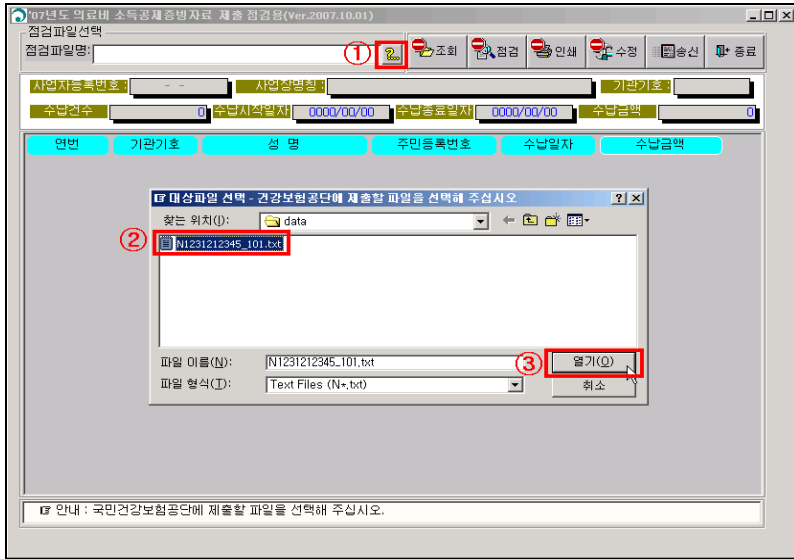 '07년도 의료비 소득공제증빙자료 제출 점검용(Ver.2007.10.01)
점검파일선택
점검파일명:
①
조회 점검 인쇄 수정 송신 종료
사업자등록번호 : - - 사업장명칭 : 기관기호 :
수납건수 0 수납시작일자 0000/00/00 수납종료일자 0000/00/00 수납금액 0
연번 기관기호 성 명 주민등록번호 수납일자 수납금액
☞ 대상파일 선택 - 건강보험공단에 제출할 파일을 선택해 주십시오
찾는 위치(I): data
② N1231212345_101.txt
파일 이름(N): N1231212345_101.txt ③ 열기(O)
파일 형식(T): Text Files (N*.txt) 취소
☞ 안내 : 국민건강보험공단에 제출할 파일을 선택해 주십시오.